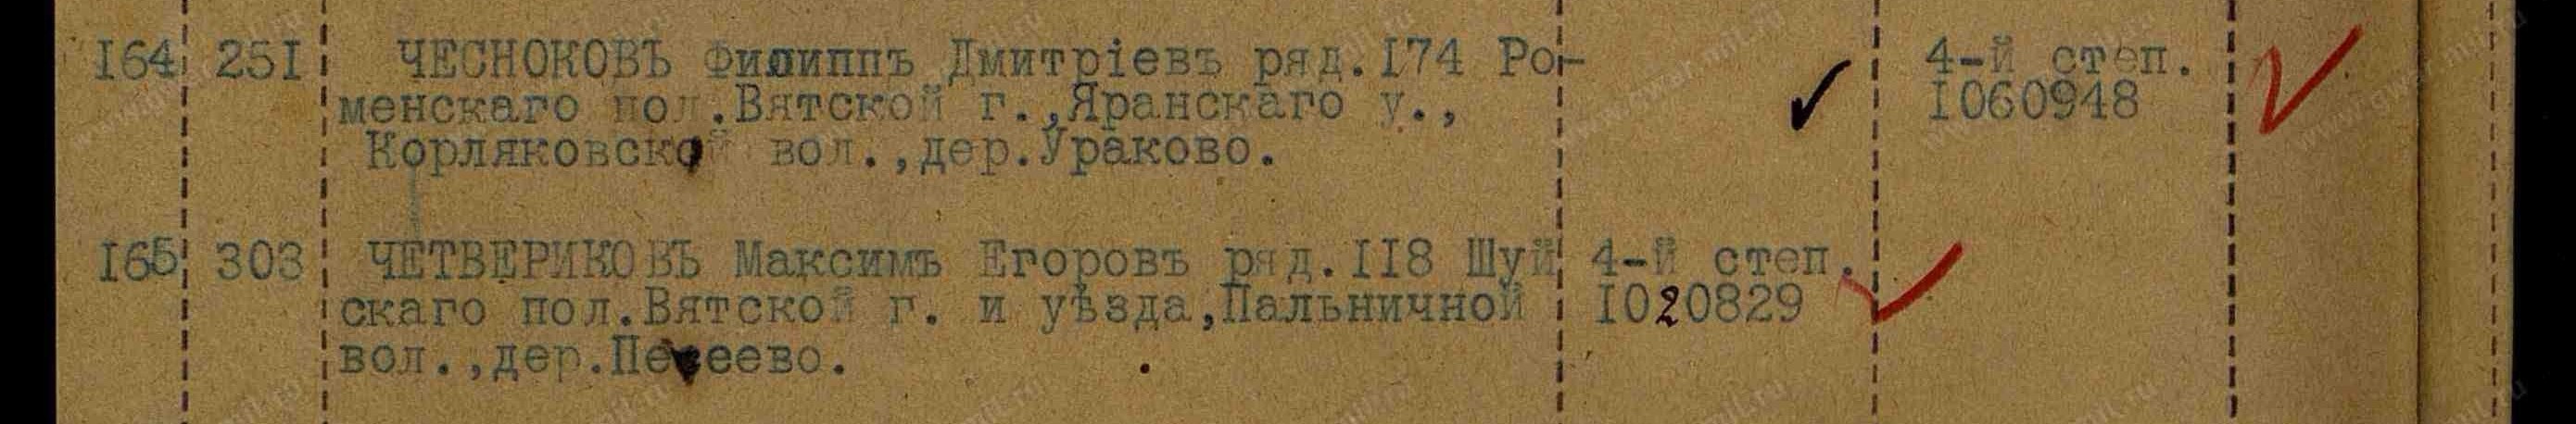 164 251 ЧЕСНОКОВЪ Филиппъ Дмитріевъ ряд.174 Ро- 4-й степ.
менскаго пол.Вятской г.,Яранскаго у., 1060948
Корляковской вол.,дер.Ураково.
165 303 ЧЕТВЕРИКОВЪ Максимъ Егоровъ ряд.118 Шуй 4-й степ.
скаго пол.Вятской г. и уѣзда,Пальничной 1020829
вол.,дер.